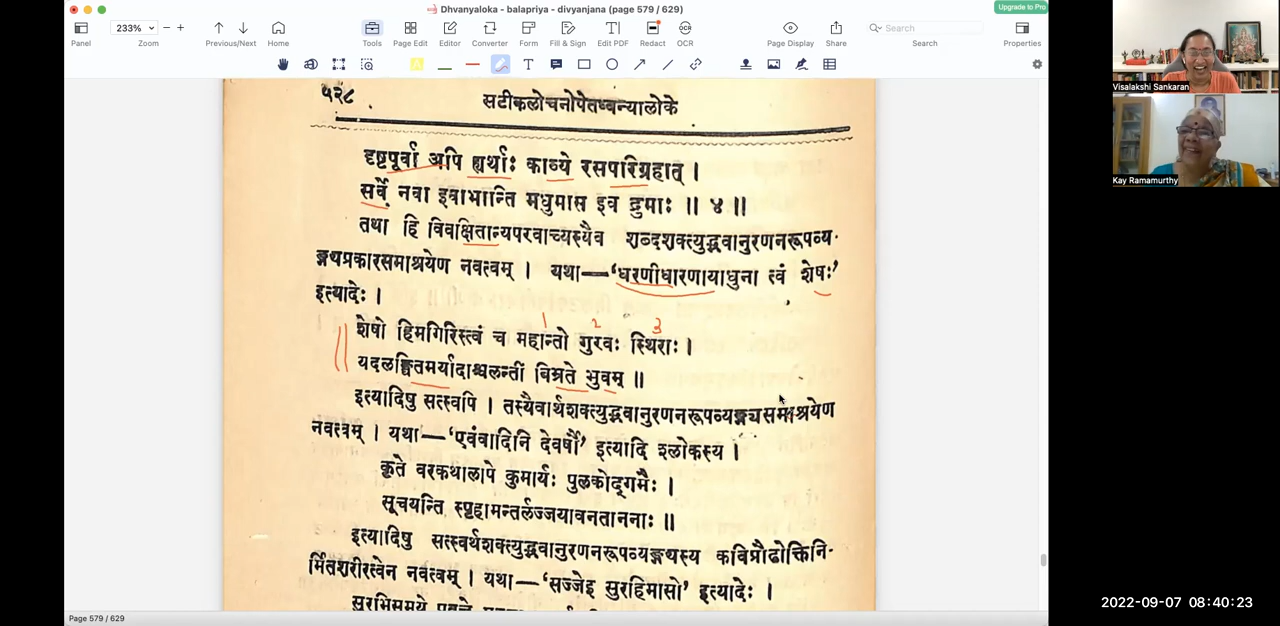 Dhvanyaloka - balapriya - divyanjana (page 579 / 629)
Upgrade to Pro
233%
Panel Zoom Previous/Next Home Tools Page Edit Editor Converter Form Fill & Sign Edit PDF Redact OCR Page Display Share Search Properties
Search
५२८ सटीकलोचनोपेतध्वन्यालोके
दृष्टपूर्वा अपि ह्यर्थाः काव्ये रसपरिग्रहात् ।
सर्वे नवा इवाभान्ति मधुमास इव द्रुमाः ॥ ४ ॥
तथा हि विवक्षितान्यपरवाच्यस्यैव शब्दशक्त्युद्भवानुरणनरूपव्य-
ङ्ग्यप्रकारसमाश्रयेण नवत्वम् । यथा—‘धरणीधारणायाधुना त्वं शेषः’
इत्यादेः ।
1 2 3
शेषो हिमगिरिस्त्वं च महान्तो गुरवः स्थिराः ।
यदलङ्घितमर्यादाश्चलन्तीं बिभ्रते भुवम् ॥
इत्यादिषु सत्स्वपि । तस्यैवार्थशक्त्युद्भवानुरणनरूपव्यङ्ग्यसमाश्रयेण
नवत्वम् । यथा—‘एवंवादिनि देवर्षौ’ इत्यादि श्लोकस्य ।
कृते वरकथालापे कुमार्यः पुलकोद्गमैः ।
सूचयन्ति स्पृहामन्तर्लज्जयावनताननाः ॥
इत्यादिषु सत्स्वर्थशक्त्युद्भवानुरणनरूपव्यङ्ग्यस्य कविप्रौढोक्तिनि-
र्मितशरीरत्वेन नवत्वम् । यथा—‘सज्जेइ सुरहिमासो’ इत्यादेः ।
सुरभिसमये प्रवृत्ते
Page 579 / 629
Visalakshi Sankaran
Kay Ramamurthy
2022-09-07 08:40:23